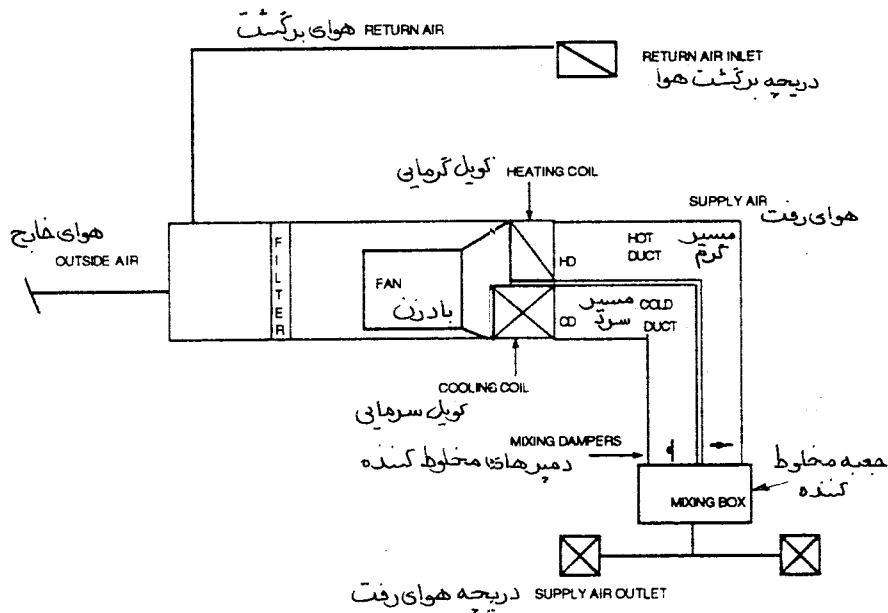 هوای برگشت RETURN AIR
RETURN AIR INLET
دریچه برگشت هوا
کویل گرمایی HEATING COIL
SUPPLY AIR
هوای رفت
هوای خارج
OUTSIDE AIR
FILTER
FAN
بادزن
HD
HOT
DUCT
مسیر
گرم
CD
مسیر
سرد
COLD
DUCT
COOLING COIL
کویل سرمایی
MIXING DAMPERS
دمپرهای مخلوط کننده
جعبه مخلوط
کننده
MIXING BOX
دریچه هوای رفت SUPPLY AIR OUTLET